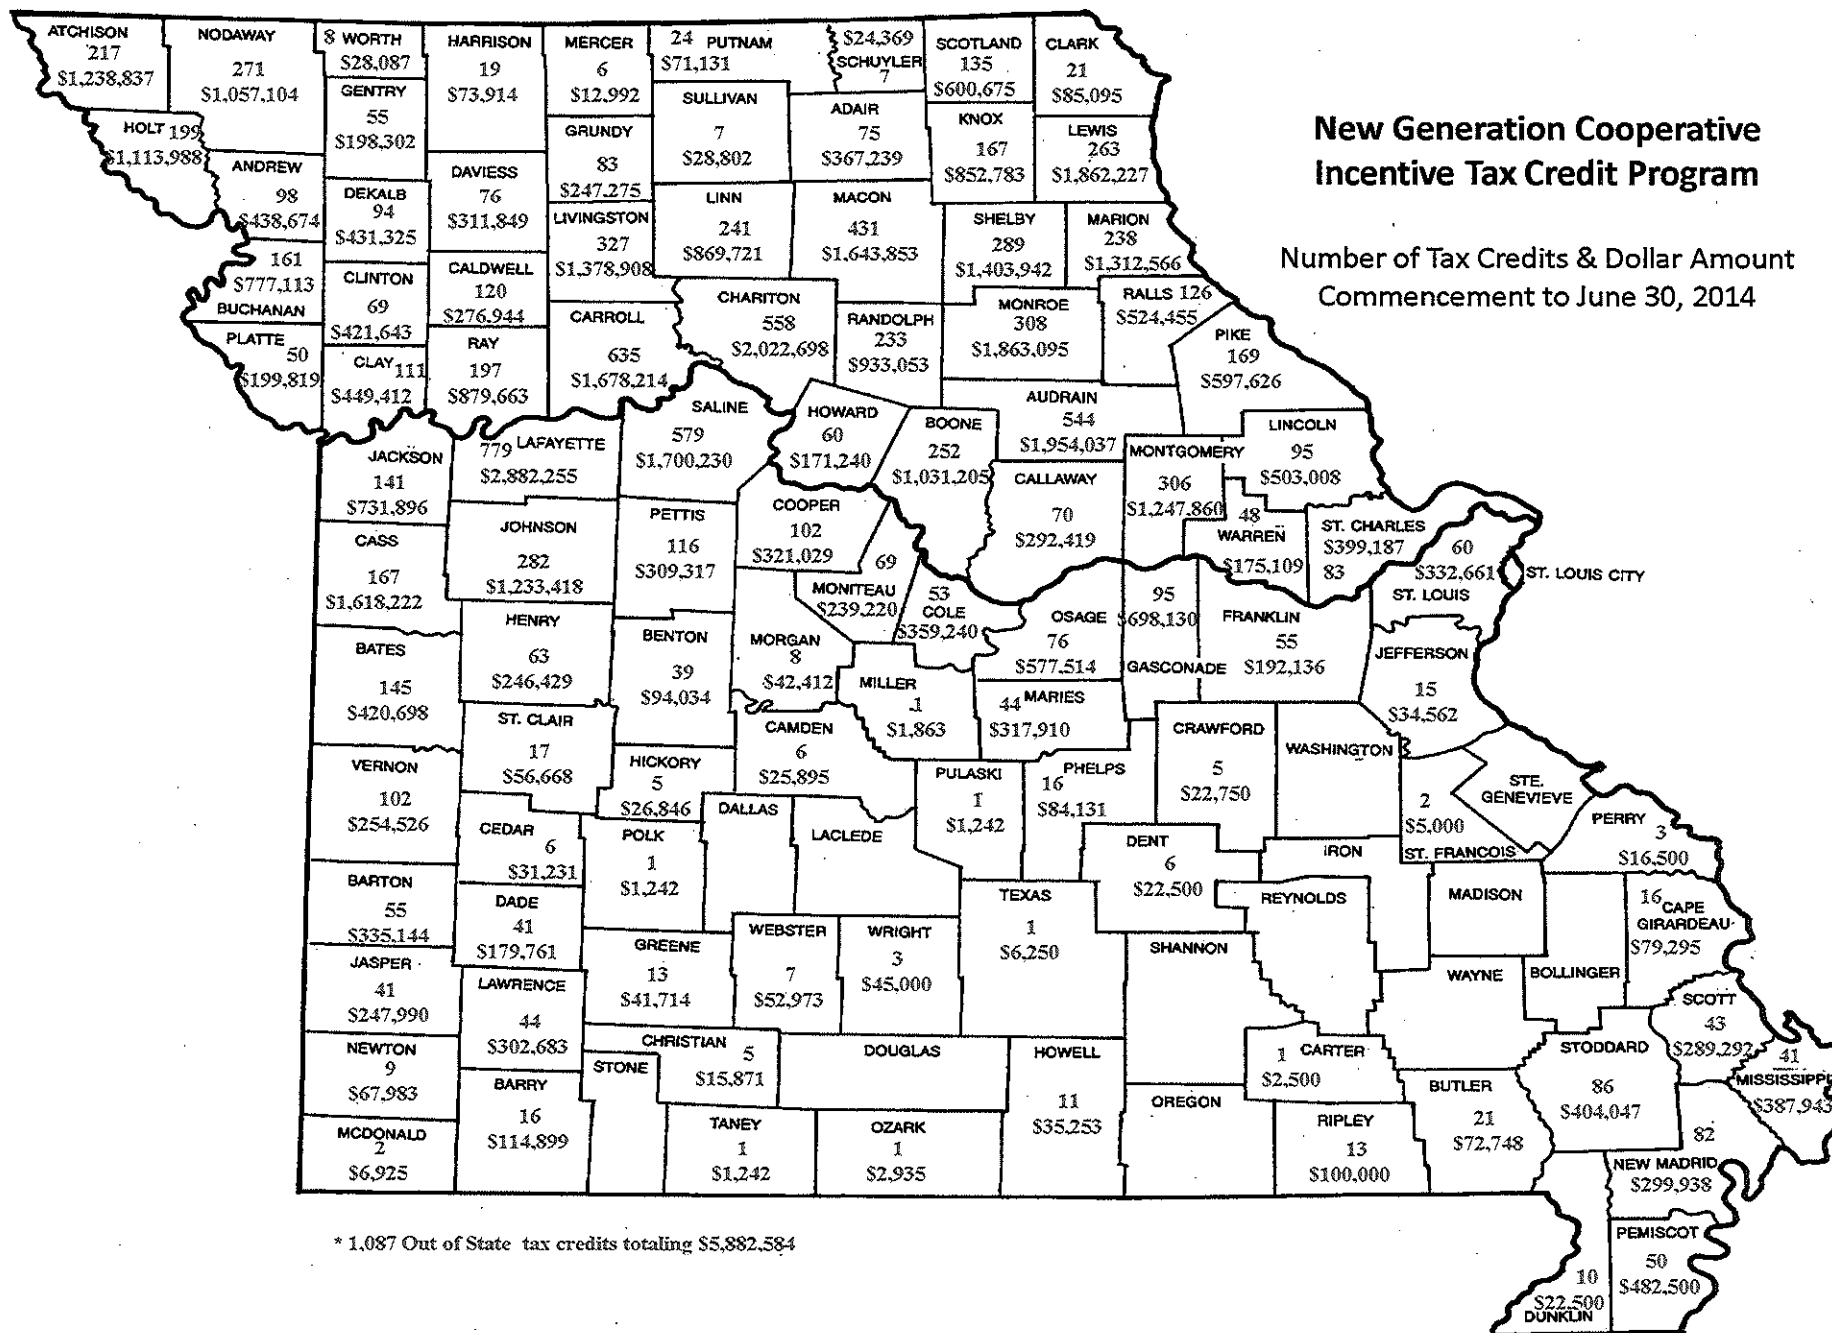 New Generation Cooperative
Incentive Tax Credit Program
Number of Tax Credits & Dollar Amount
Commencement to June 30, 2014
ATCHISON
217
$1,238,837
NODAWAY
271
$1,057,104
8 WORTH
$28,087
HARRISON
19
$73,914
MERCER
6
$12,992
24 PUTNAM
$71,131
$24,369
SCHUYLER
7
SCOTLAND
135
$600,675
CLARK
21
$85,095
HOLT 199
$1,113,988
GENTRY
55
$198,302
GRUNDY
83
$247,275
SULLIVAN
7
$28,802
ADAIR
75
$367,239
KNOX
167
$852,783
LEWIS
263
$1,862,227
ANDREW
98
$438,674
DEKALB
94
$431,325
DAVIESS
76
$311,849
LIVINGSTON
327
$1,378,908
LINN
241
$869,721
MACON
431
$1,643,853
SHELBY
289
$1,403,942
MARION
238
$1,312,566
161
$777,113
BUCHANAN
CLINTON
69
$421,643
CALDWELL
120
$276,944
CARROLL
635
$1,678,214
CHARITON
558
$2,022,698
RANDOLPH
233
$933,053
MONROE
308
$1,863,095
RALLS 126
$524,455
PIKE
169
$597,626
PLATTE
50
$199,819
CLAY 111
$449,412
RAY
197
$879,663
SALINE
579
$1,700,230
HOWARD
60
$171,240
BOONE
252
$1,031,205
AUDRAIN
544
$1,954,037
MONTGOMERY
306
$1,247,860
LINCOLN
95
$503,008
JACKSON
141
$731,896
779 LAFAYETTE
$2,882,255
COOPER
102
$321,029
CALLAWAY
70
$292,419
48
WARREN
$175,109
ST. CHARLES
$399,187
83
60
$332,661
ST. LOUIS
ST. LOUIS CITY
CASS
167
$1,618,222
JOHNSON
282
$1,233,418
PETTIS
116
$309,317
69
MONITEAU
$239,220
53
COLE
$359,240
OSAGE
76
$577,514
95
$698,130
GASCONADE
FRANKLIN
55
$192,136
JEFFERSON
15
$34,562
BATES
145
$420,698
HENRY
63
$246,429
BENTON
39
$94,034
MORGAN
8
$42,412
MILLER
1
$1,863
44 MARIES
$317,910
ST. CLAIR
17
$56,668
CAMDEN
6
$25,895
CRAWFORD
5
$22,750
WASHINGTON
VERNON
102
$254,526
HICKORY
5
$26,846
PULASKI
1
$1,242
16 PHELPS
$84,131
2
$5,000
ST. FRANCOIS
STE.
GENEVIEVE
PERRY
3
$16,500
CEDAR
6
$31,231
POLK
1
$1,242
DALLAS
LACLEDE
DENT
6
$22,500
IRON
REYNOLDS
MADISON
BARTON
55
$335,144
DADE
41
$179,761
GREENE
13
$41,714
WEBSTER
7
$52,973
WRIGHT
3
$45,000
TEXAS
1
$6,250
SHANNON
WAYNE
BOLLINGER
16 CAPE
GIRARDEAU
$79,295
JASPER
41
$247,990
LAWRENCE
44
$302,683
SCOTT
43
$289,292
NEWTON
9
$67,983
CHRISTIAN 5
$15,871
STONE
DOUGLAS
HOWELL
11
$35,253
1 CARTER
$2,500
STODDARD
86
$404,047
41
MISSISSIPPI
$387,943
BARRY
16
$114,899
OREGON
BUTLER
21
$72,748
MCDONALD
2
$6,925
TANEY
1
$1,242
OZARK
1
$2,935
RIPLEY
13
$100,000
82
NEW MADRID
$299,938
PEMISCOT
50
$482,500
10
$22,500
DUNKLIN
* 1,087 Out of State tax credits totaling $5,882,584